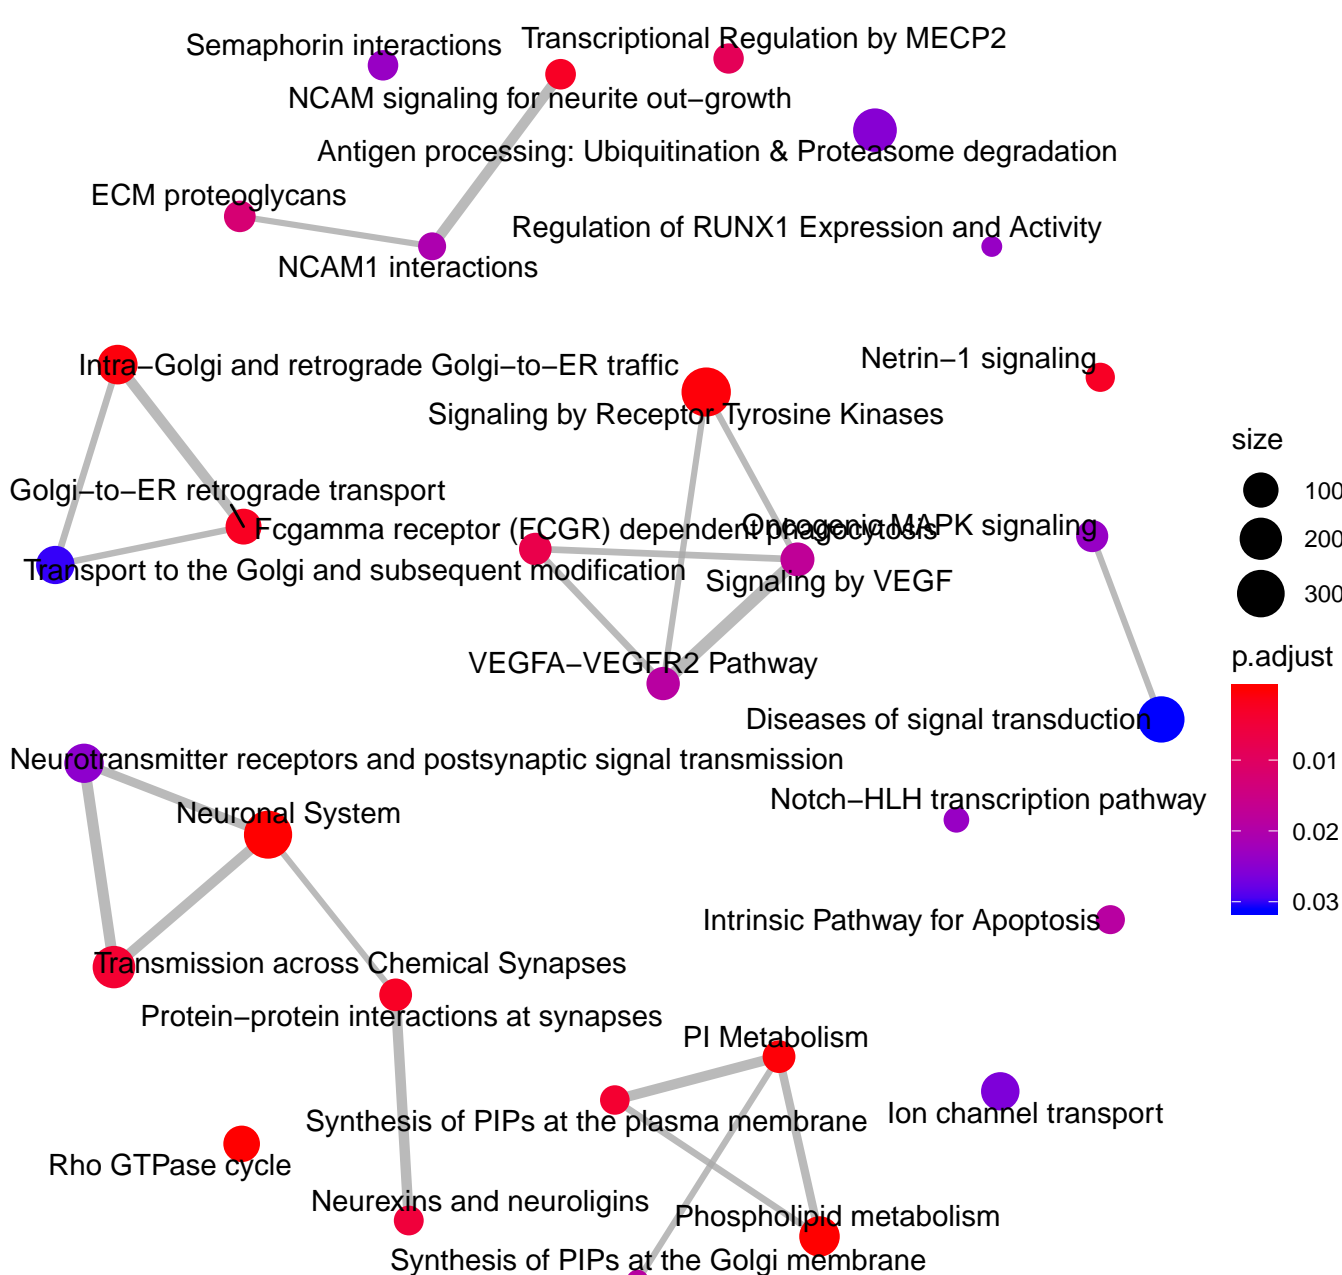 Semaphorin interactions
Transcriptional Regulation by MECP2
NCAM signaling for neurite out−growth
Antigen processing: Ubiquitination & Proteasome degradation
ECM proteoglycans
Regulation of RUNX1 Expression and Activity
NCAM1 interactions
Intra−Golgi and retrograde Golgi−to−ER traffic
Netrin−1 signaling
Signaling by Receptor Tyrosine Kinases
size
Golgi−to−ER retrograde transport
100
Fcgamma receptor (FCGR) dependent phagocytosis
Oncogenic MAPK signaling
200
Transport to the Golgi and subsequent modification
Signaling by VEGF
300
VEGFA−VEGFR2 Pathway
p.adjust
Diseases of signal transduction
Neurotransmitter receptors and postsynaptic signal transmission
0.01
Neuronal System
Notch−HLH transcription pathway
0.02
0.03
Intrinsic Pathway for Apoptosis
Transmission across Chemical Synapses
Protein−protein interactions at synapses
PI Metabolism
Synthesis of PIPs at the plasma membrane
Ion channel transport
Rho GTPase cycle
Neurexins and neuroligins
Phospholipid metabolism
Synthesis of PIPs at the Golgi membrane